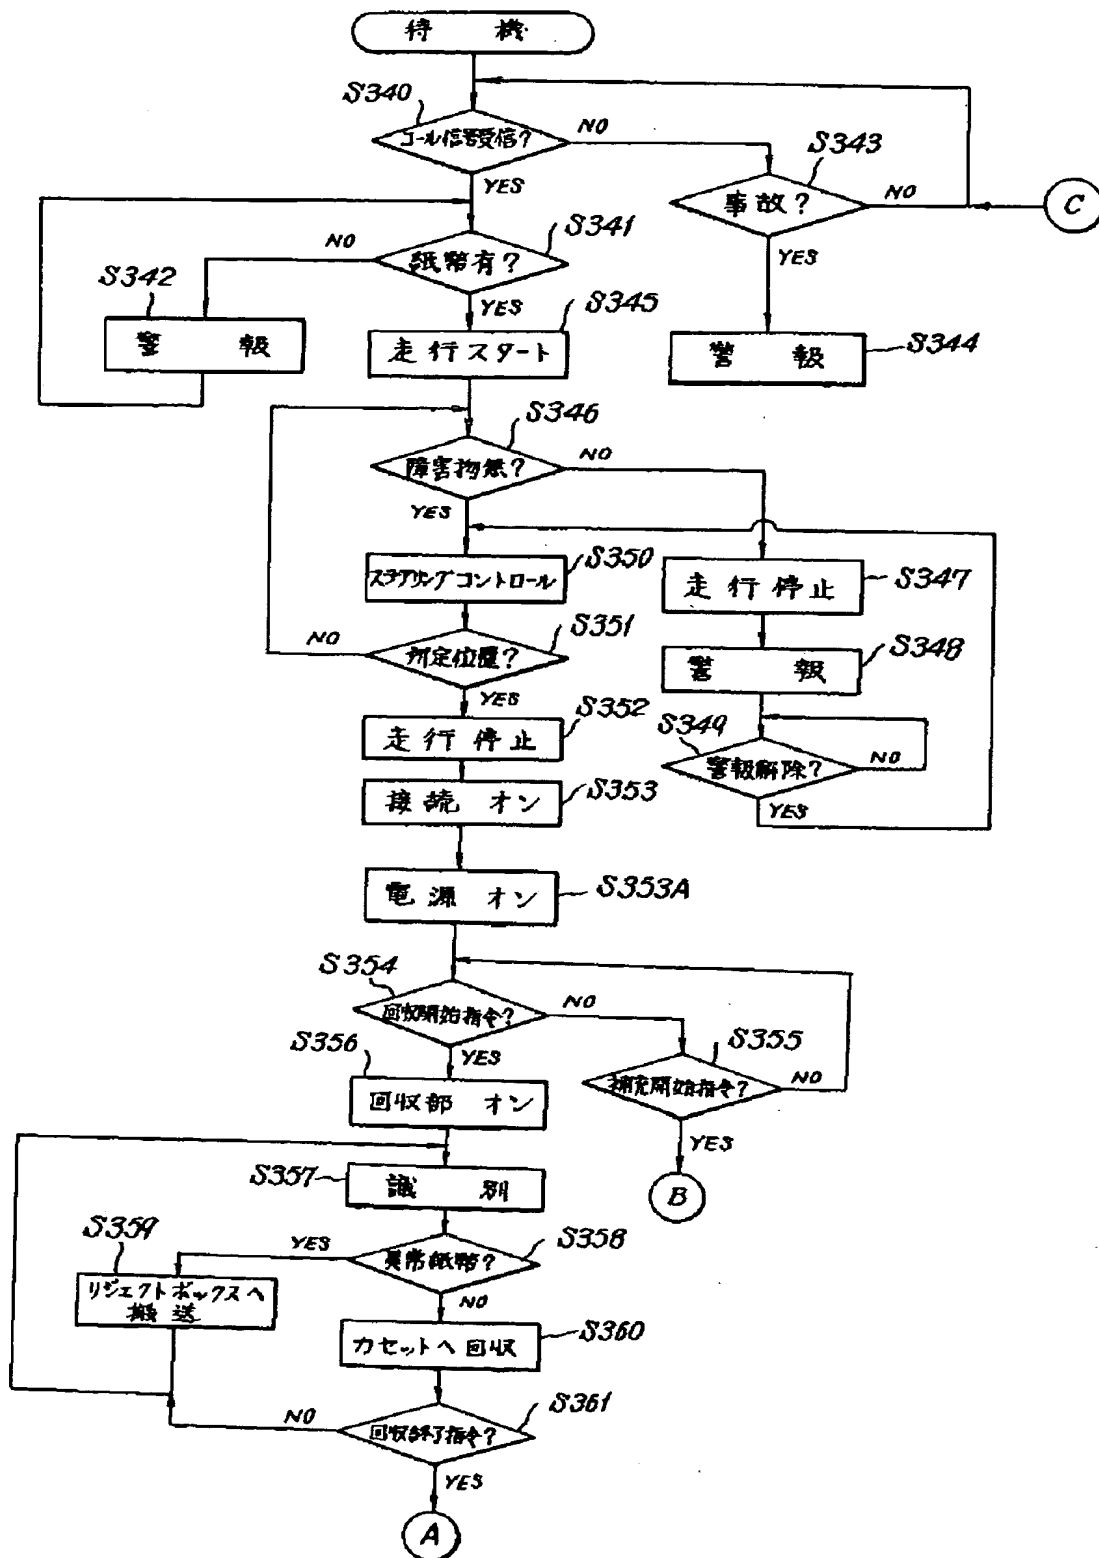 待 機
S340
コール信号受信?
NO
YES
S343
事故?
NO
C
YES
S341
紙幣有?
NO
YES
S342
警 報
S345
走行スタート
S344
警 報
S346
障害物無?
NO
YES
S350
ステアリングコントロール
S347
走行停止
S351
所定位置?
NO
YES
S348
警 報
S352
走行停止
S349
警報解除?
NO
YES
S353
接続 オン
S353A
電源 オン
S354
回収開始指令?
NO
YES
S355
補充開始指令?
NO
YES
B
S356
回収部 オン
S357
識 別
S358
異常紙幣?
YES
NO
S359
リジェクトボックスへ
搬送
S360
カセットへ回収
S361
回収終了指令?
NO
YES
A